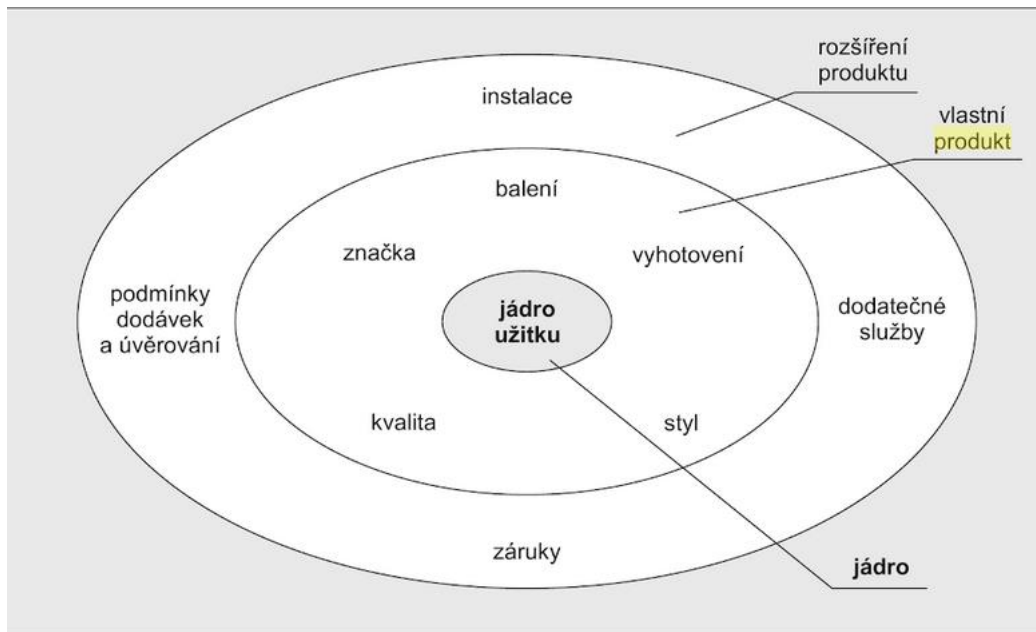 rozšíření
produktu
instalace
vlastní
produkt
balení
značka
vyhotovení
podmínky
dodávek
a úvěrování
jádro
užitku
dodatečné
služby
kvalita
styl
záruky
jádro